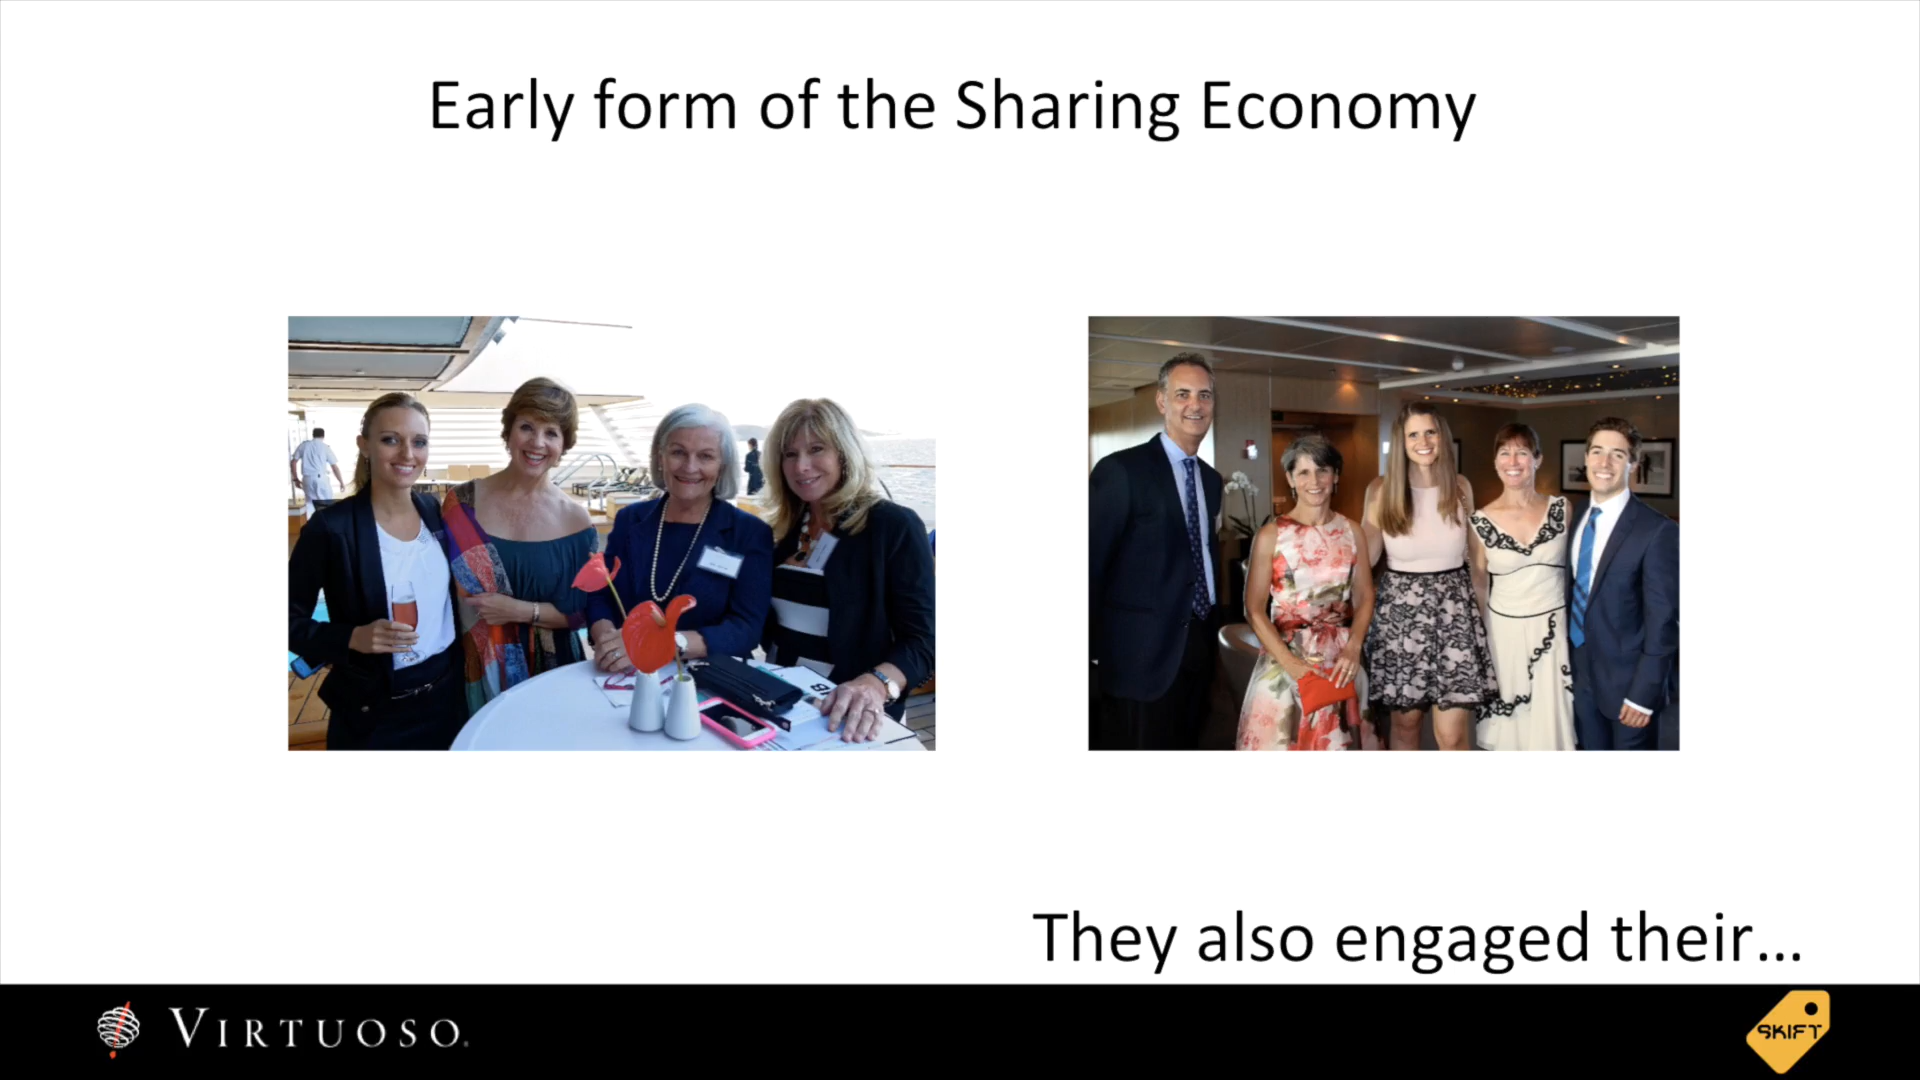 Early form of the Sharing Economy
They also engaged their...
VIRTUOSO
SKIFT